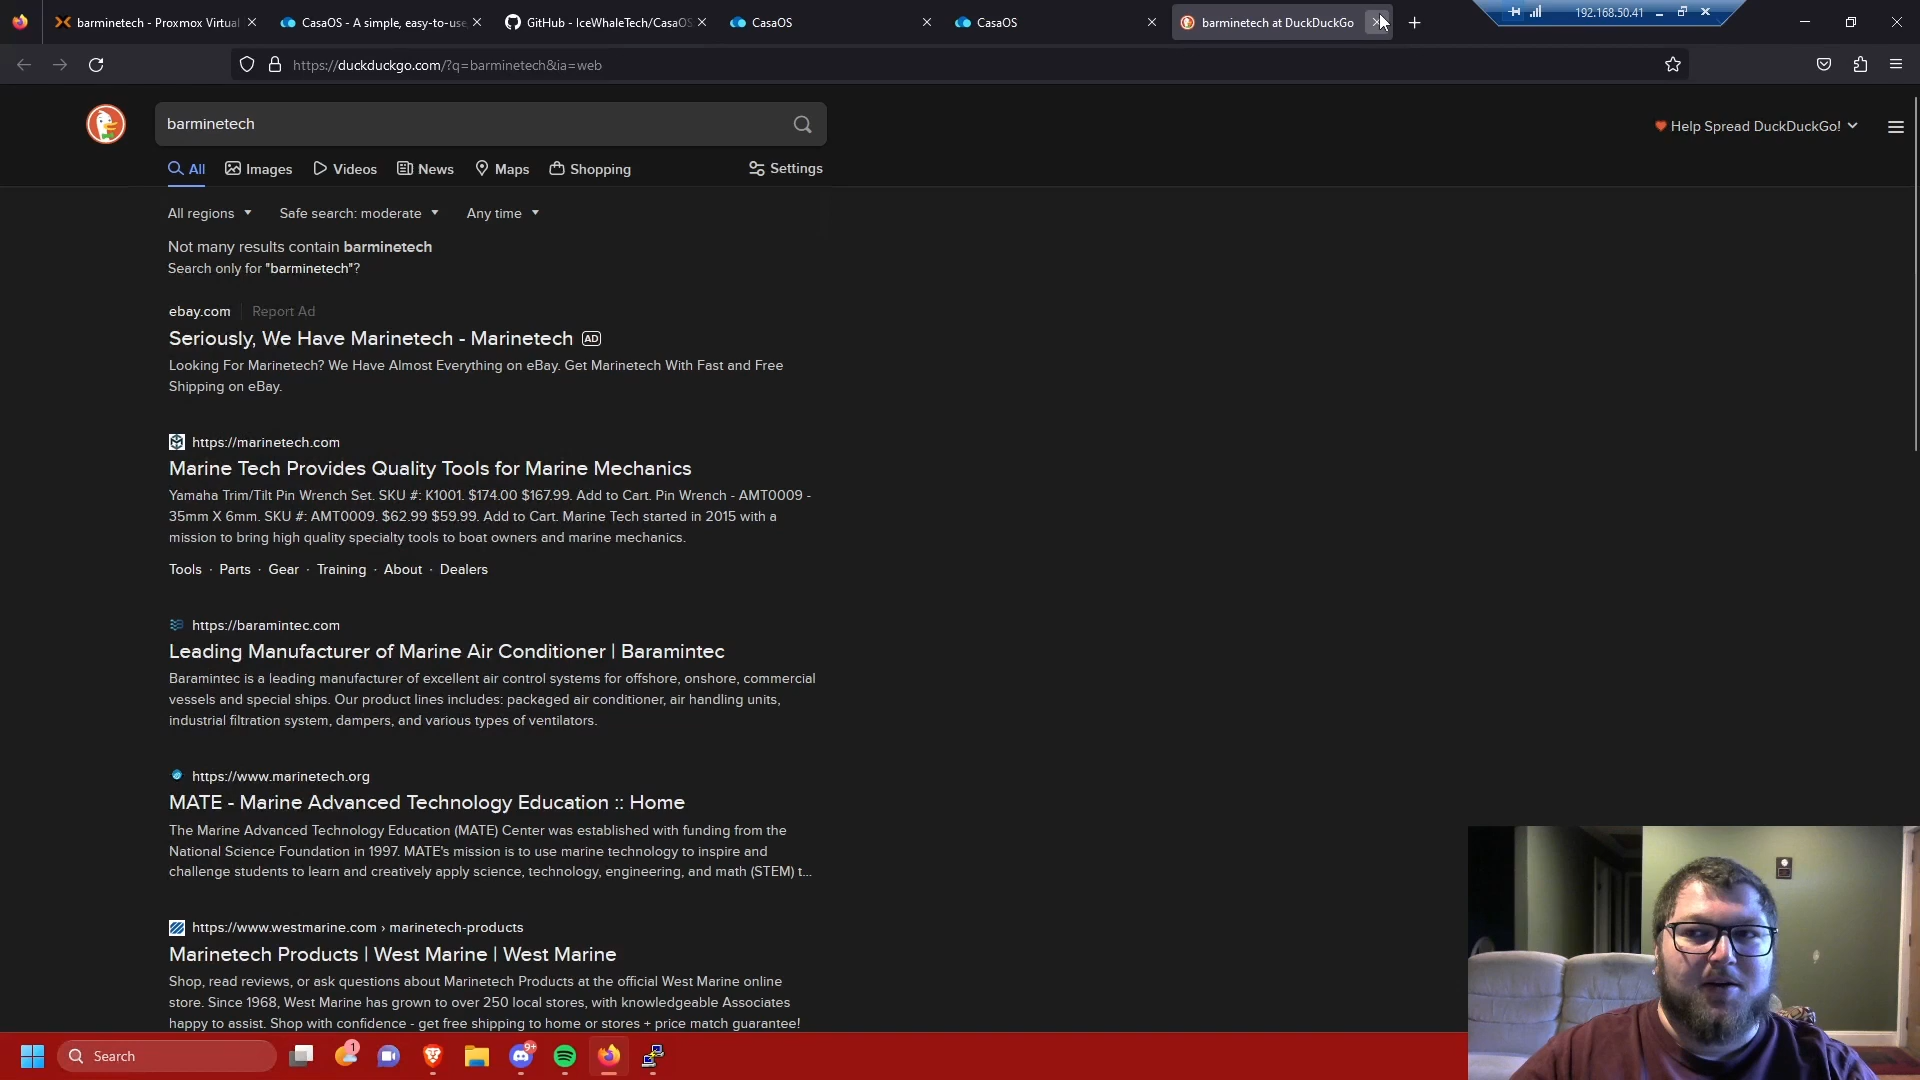 barminetech - Proxmox Virtual
CasaOS - A simple, easy-to-use,
GitHub - IceWhaleTech/CasaOS
CasaOS
CasaOS
barminetech at DuckDuckGo
192.168.50.41
https://duckduckgo.com/?q=barminetech&ia=web
barminetech
Help Spread DuckDuckGo!
All
Images
Videos
News
Maps
Shopping
Settings
All regions
Safe search: moderate
Any time
Not many results contain barminetech
Search only for "barminetech"?
ebay.com
Report Ad
Seriously, We Have Marinetech - Marinetech AD
Looking For Marinetech? We Have Almost Everything on eBay. Get Marinetech With Fast and Free
Shipping on eBay.
https://marinetech.com
Marine Tech Provides Quality Tools for Marine Mechanics
Yamaha Trim/Tilt Pin Wrench Set. SKU #: K1001. $174.00 $167.99. Add to Cart. Pin Wrench - AMT0009 -
35mm X 6mm. SKU #: AMT0009. $62.99 $59.99. Add to Cart. Marine Tech started in 2015 with a
mission to bring high quality specialty tools to boat owners and marine mechanics.
Tools · Parts · Gear · Training · About · Dealers
https://baramintec.com
Leading Manufacturer of Marine Air Conditioner | Baramintec
Baramintec is a leading manufacturer of excellent air control systems for offshore, onshore, commercial
vessels and special ships. Our product lines includes: packaged air conditioner, air handling units,
industrial filtration system, dampers, and various types of ventilators.
https://www.marinetech.org
MATE - Marine Advanced Technology Education :: Home
The Marine Advanced Technology Education (MATE) Center was established with funding from the
National Science Foundation in 1997. MATE's mission is to use marine technology to inspire and
challenge students to learn and creatively apply science, technology, engineering, and math (STEM) t...
https://www.westmarine.com › marinetech-products
Marinetech Products | West Marine | West Marine
Shop, read reviews, or ask questions about Marinetech Products at the official West Marine online
store. Since 1968, West Marine has grown to over 250 local stores, with knowledgeable Associates
happy to assist. Shop with confidence - get free shipping to home or stores + price match guarantee!
Search
1
9+